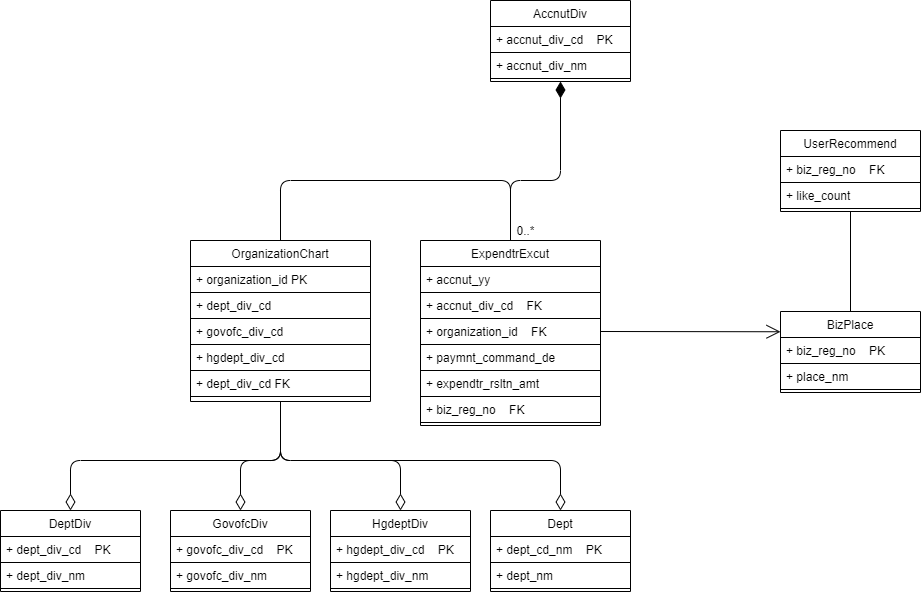 AccnutDiv
+ accnut_div_cd PK
+ accnut_div_nm
UserRecommend
+ biz_reg_no FK
+ like_count
0..*
OrganizationChart
+ organization_id PK
+ dept_div_cd
+ govofc_div_cd
+ hgdept_div_cd
+ dept_div_cd FK
ExpendtrExcut
+ accnut_yy
+ accnut_div_cd FK
+ organization_id FK
+ paymnt_command_de
+ expendtr_rsltn_amt
+ biz_reg_no FK
BizPlace
+ biz_reg_no PK
+ place_nm
DeptDiv
+ dept_div_cd PK
+ dept_div_nm
GovofcDiv
+ govofc_div_cd PK
+ govofc_div_nm
HgdeptDiv
+ hgdept_div_cd PK
+ hgdept_div_nm
Dept
+ dept_cd_nm PK
+ dept_nm